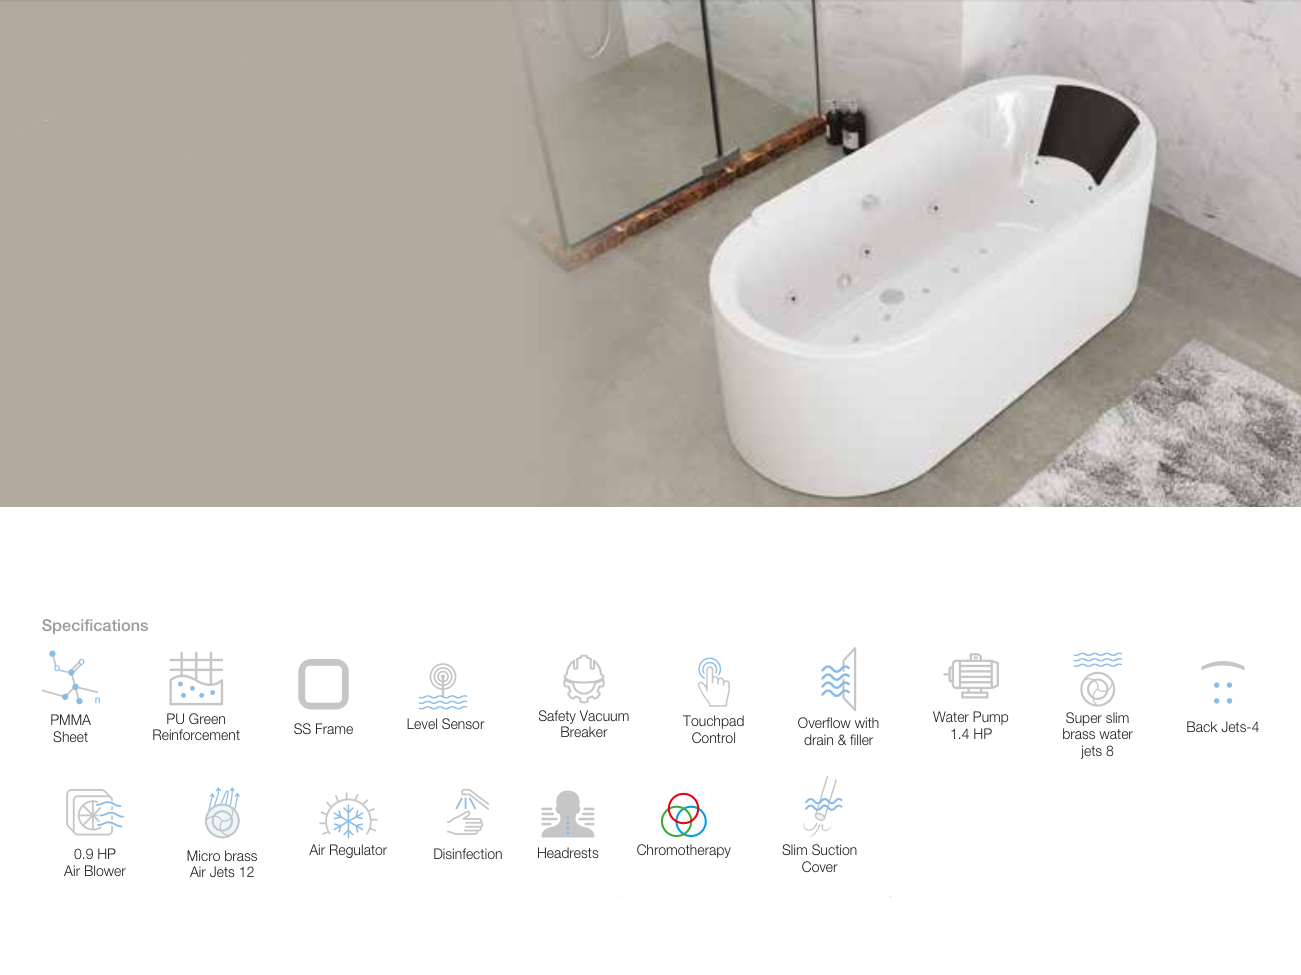 Specifications
PMMA
Sheet
PU Green
Reinforcement
SS Frame
Level Sensor
Safety Vacuum
Breaker
Touchpad
Control
Overflow with
drain & filler
Water Pump
1.4 HP
Super slim
brass water
jets 8
Back Jets-4
n
0.9 HP
Air Blower
Micro brass
Air Jets 12
Air Regulator
Disinfection
Headrests
Chromotherapy
Slim Suction
Cover